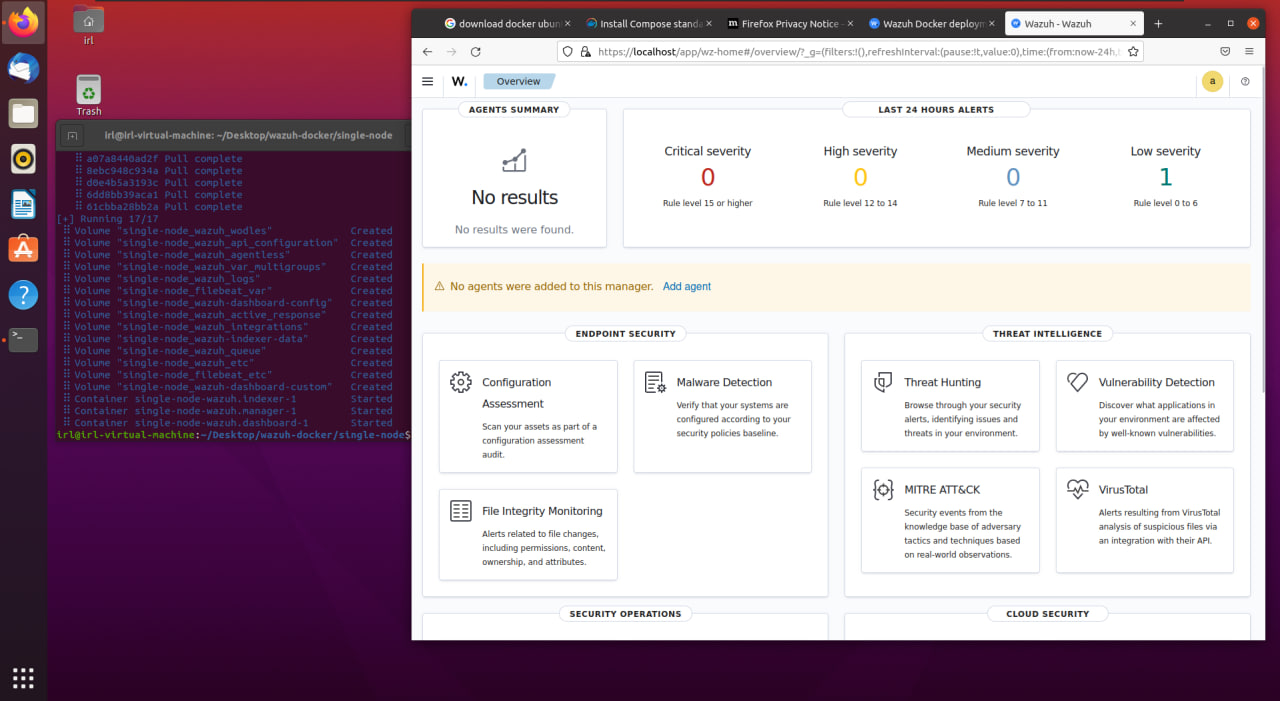 irl
Trash
irl@irl-virtual-machine: ~/Desktop/wazuh-docker/single-node
a07a8440ad2f Pull complete
8ebc948c934a Pull complete
d0e4b5a3193c Pull complete
6dd8bb39aca1 Pull complete
61cbba28bb2a Pull complete
[+] Running 17/17
Volume "single-node_wazuh_wodles" Created
Volume "single-node_wazuh_api_configuration" Created
Volume "single-node_wazuh_agentless" Created
Volume "single-node_wazuh_var_multigroups" Created
Volume "single-node_wazuh_logs" Created
Volume "single-node_filebeat_var" Created
Volume "single-node_wazuh-dashboard-config" Created
Volume "single-node_wazuh_active_response" Created
Volume "single-node_wazuh_integrations" Created
Volume "single-node_wazuh-indexer-data" Created
Volume "single-node_wazuh_queue" Created
Volume "single-node_wazuh_etc" Created
Volume "single-node_filebeat_etc" Created
Volume "single-node_wazuh-dashboard-custom" Created
Container single-node-wazuh.indexer-1 Started
Container single-node-wazuh.manager-1 Started
Container single-node-wazuh.dashboard-1 Started
irl@irl-virtual-machine:~/Desktop/wazuh-docker/single-node$
download docker ubun
Install Compose standa
Firefox Privacy Notice -
Wazuh Docker deploym
Wazuh - Wazuh
https://localhost/app/wz-home#/overview/?_g=(filters:!(),refreshInterval:(pause:!t,value:0),time:(from:now-24h,
W. Overview
a
AGENTS SUMMARY
No results
No results were found.
LAST 24 HOURS ALERTS
Critical severity
0
Rule level 15 or higher
High severity
0
Rule level 12 to 14
Medium severity
0
Rule level 7 to 11
Low severity
1
Rule level 0 to 6
No agents were added to this manager. Add agent
ENDPOINT SECURITY
Configuration
Assessment
Scan your assets as part of a
configuration assessment
audit.
Malware Detection
Verify that your systems are
configured according to your
security policies baseline.
File Integrity Monitoring
Alerts related to file changes,
including permissions, content,
ownership, and attributes.
THREAT INTELLIGENCE
Threat Hunting
Browse through your security
alerts, identifying issues and
threats in your environment.
Vulnerability Detection
Discover what applications in
your environment are affected
by well-known vulnerabilities.
MITRE ATT&CK
Security events from the
knowledge base of adversary
tactics and techniques based
on real-world observations.
VirusTotal
Alerts resulting from VirusTotal
analysis of suspicious files via
an integration with their API.
SECURITY OPERATIONS
CLOUD SECURITY